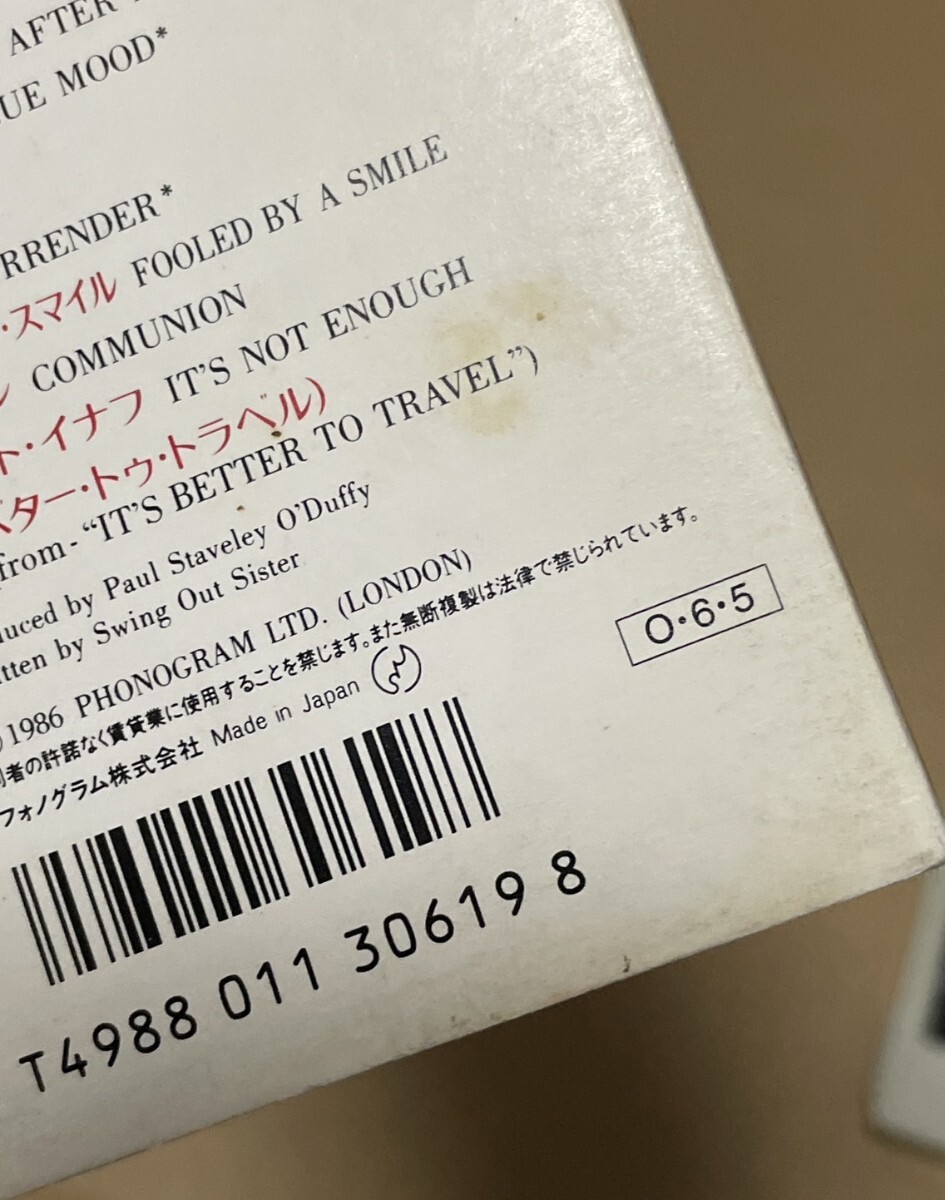 AFTER
UE MOOD*
RRENDER*
・スマイル FOOLED BY A SMILE
COMMUNION
ト・イナフ IT'S NOT ENOUGH
ベター・トゥ・トラベル)
from-“IT'S BETTER TO TRAVEL”)
duced by Paul Staveley O'Duffy
itten by Swing Out Sister
1986 PHONOGRAM LTD. (LONDON)
者の許諾なく賃貸業に使用することを禁じます。また無断複製は法律で禁じられています。
フォノグラム株式会社 Made in Japan
O・6・5
T4988 011 30619 8